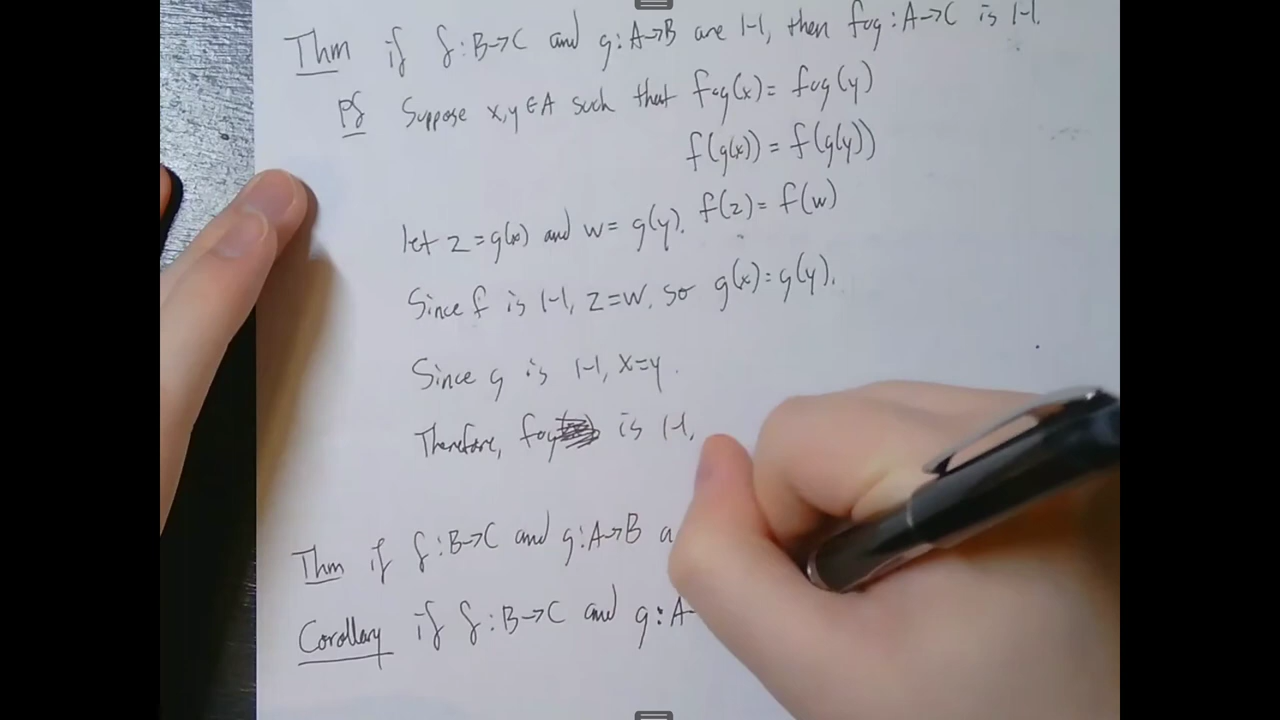 Thm if f:B→C and g:A→B are 1-1, then f∘g:A→C is 1-1.
Pf Suppose x,y∈A such that f∘g(x)=f∘g(y)
f(g(x))=f(g(y))
let z=g(x) and w=g(y). f(z)=f(w)
Since f is 1-1, z=w, so g(x)=g(y).
Since g is 1-1, x=y.
Therefore, f∘g is 1-1,
Thm if f:B→C and g:A→B a
Corollary if f:B→C and g:A